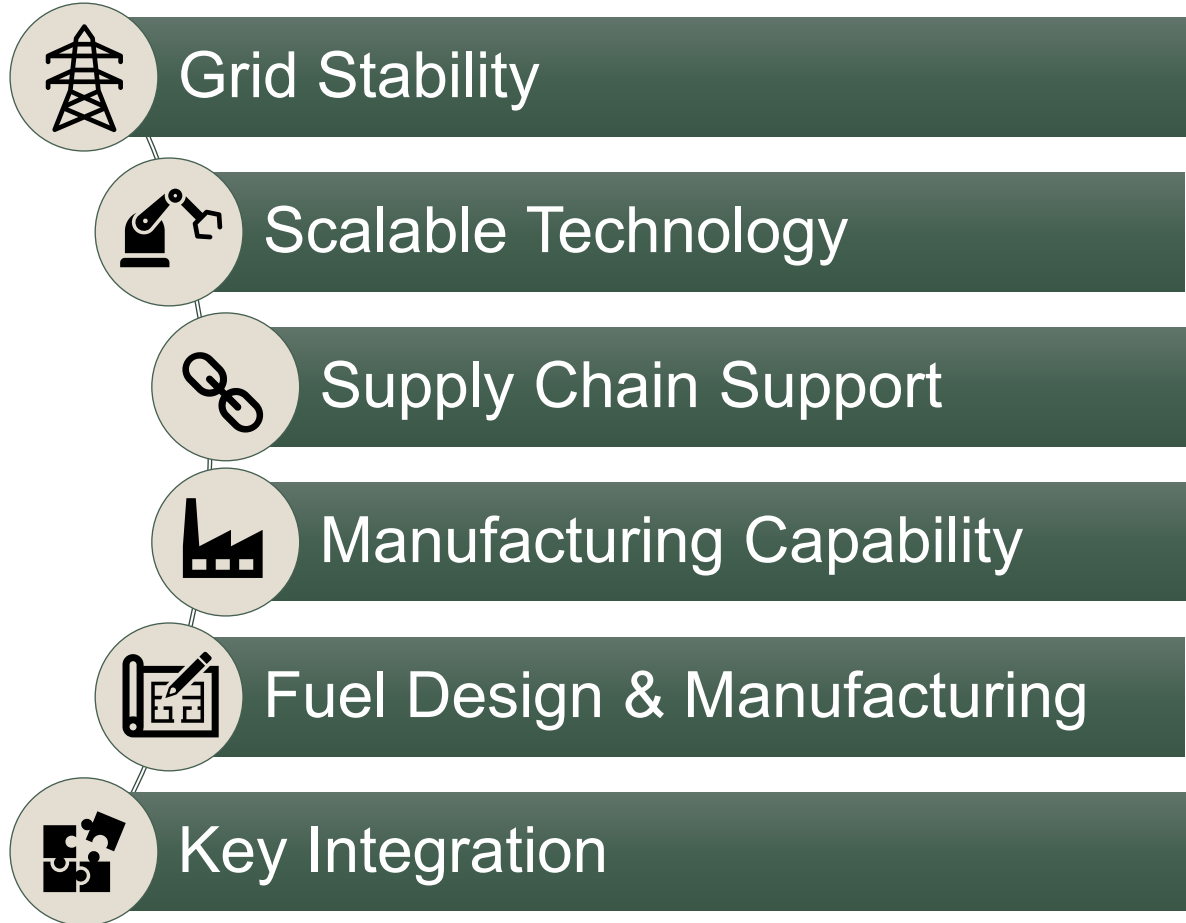 Grid Stability
Scalable Technology
Supply Chain Support
Manufacturing Capability
Fuel Design & Manufacturing
Key Integration